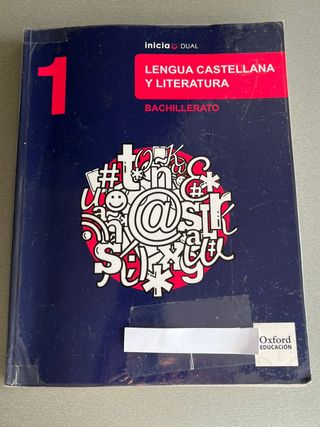 inicia DUAL
1
LENGUA CASTELLANA
Y LITERATURA
BACHILLERATO
@
Oxford
EDUCACIÓN